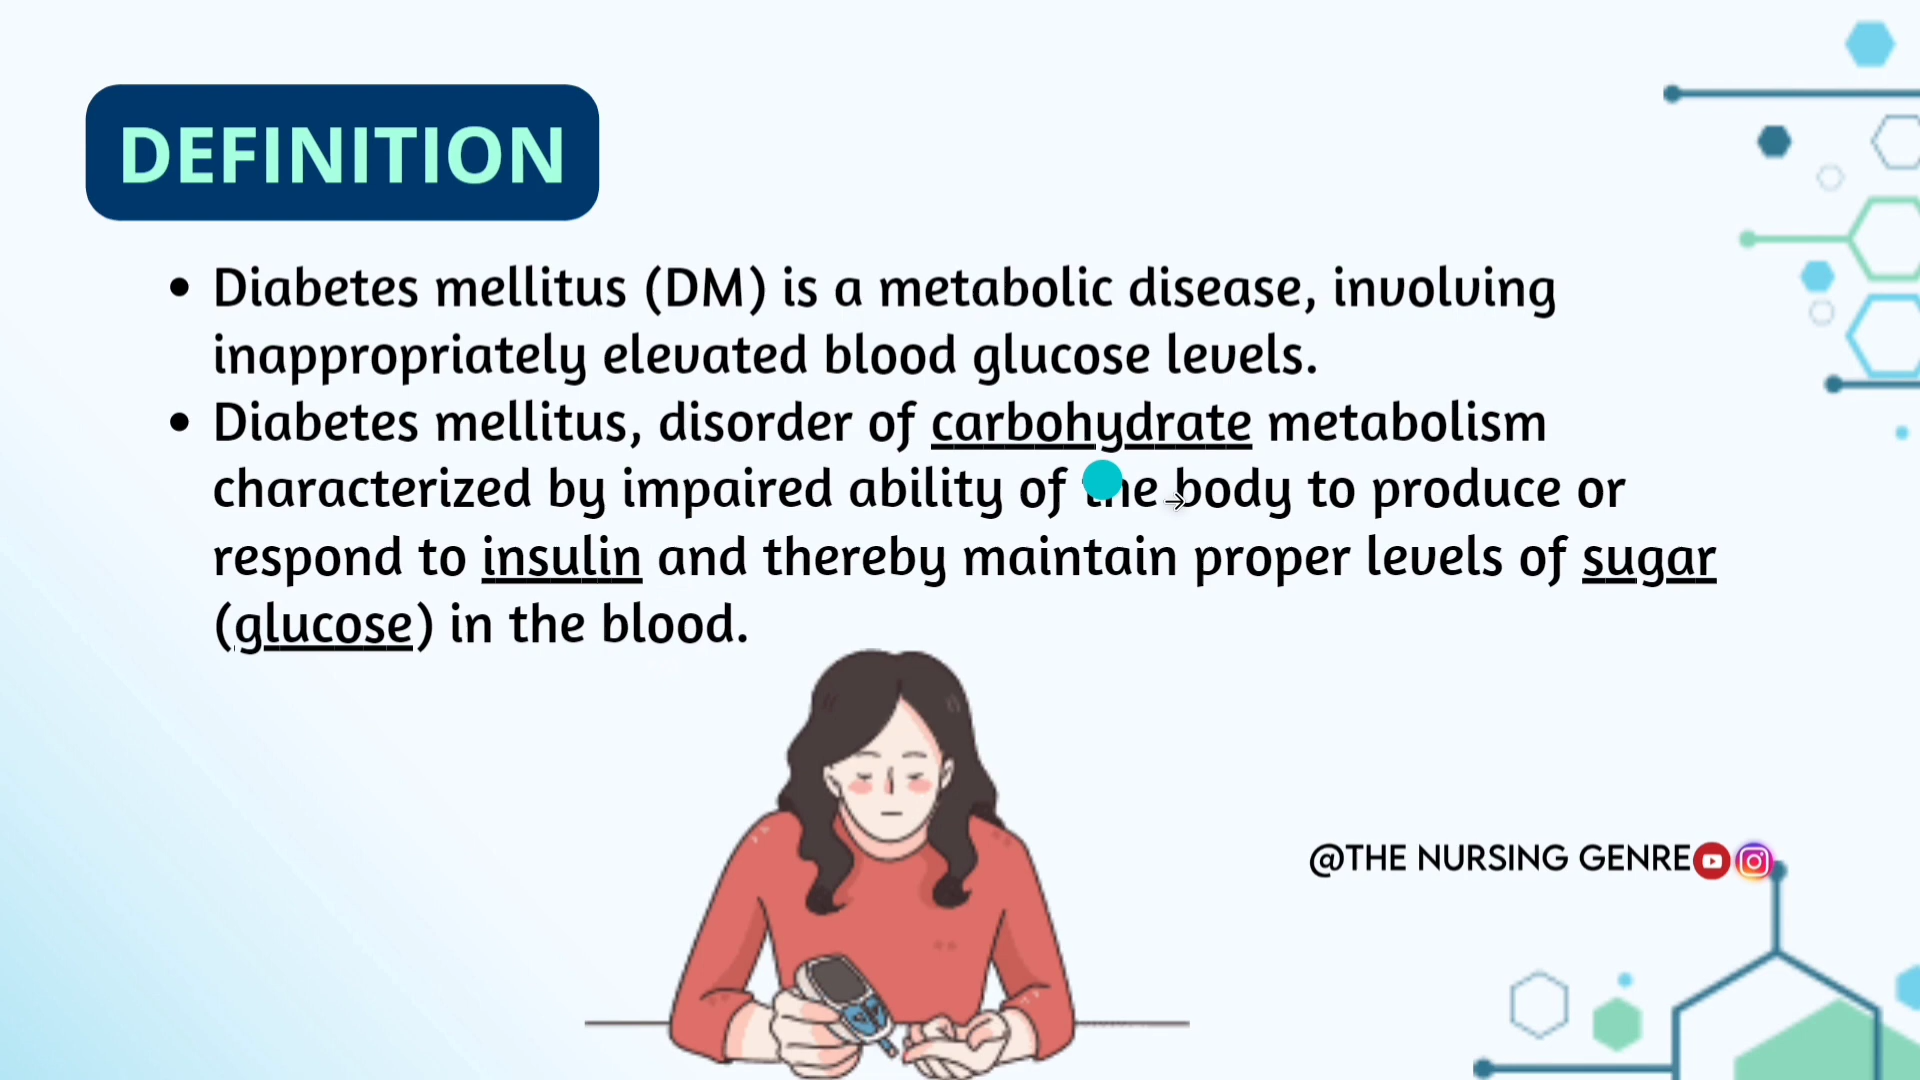 DEFINITION
• Diabetes mellitus (DM) is a metabolic disease, involving
inappropriately elevated blood glucose levels.
• Diabetes mellitus, disorder of carbohydrate metabolism
characterized by impaired ability of the body to produce or
respond to insulin and thereby maintain proper levels of sugar
(glucose) in the blood.
@THE NURSING GENRE